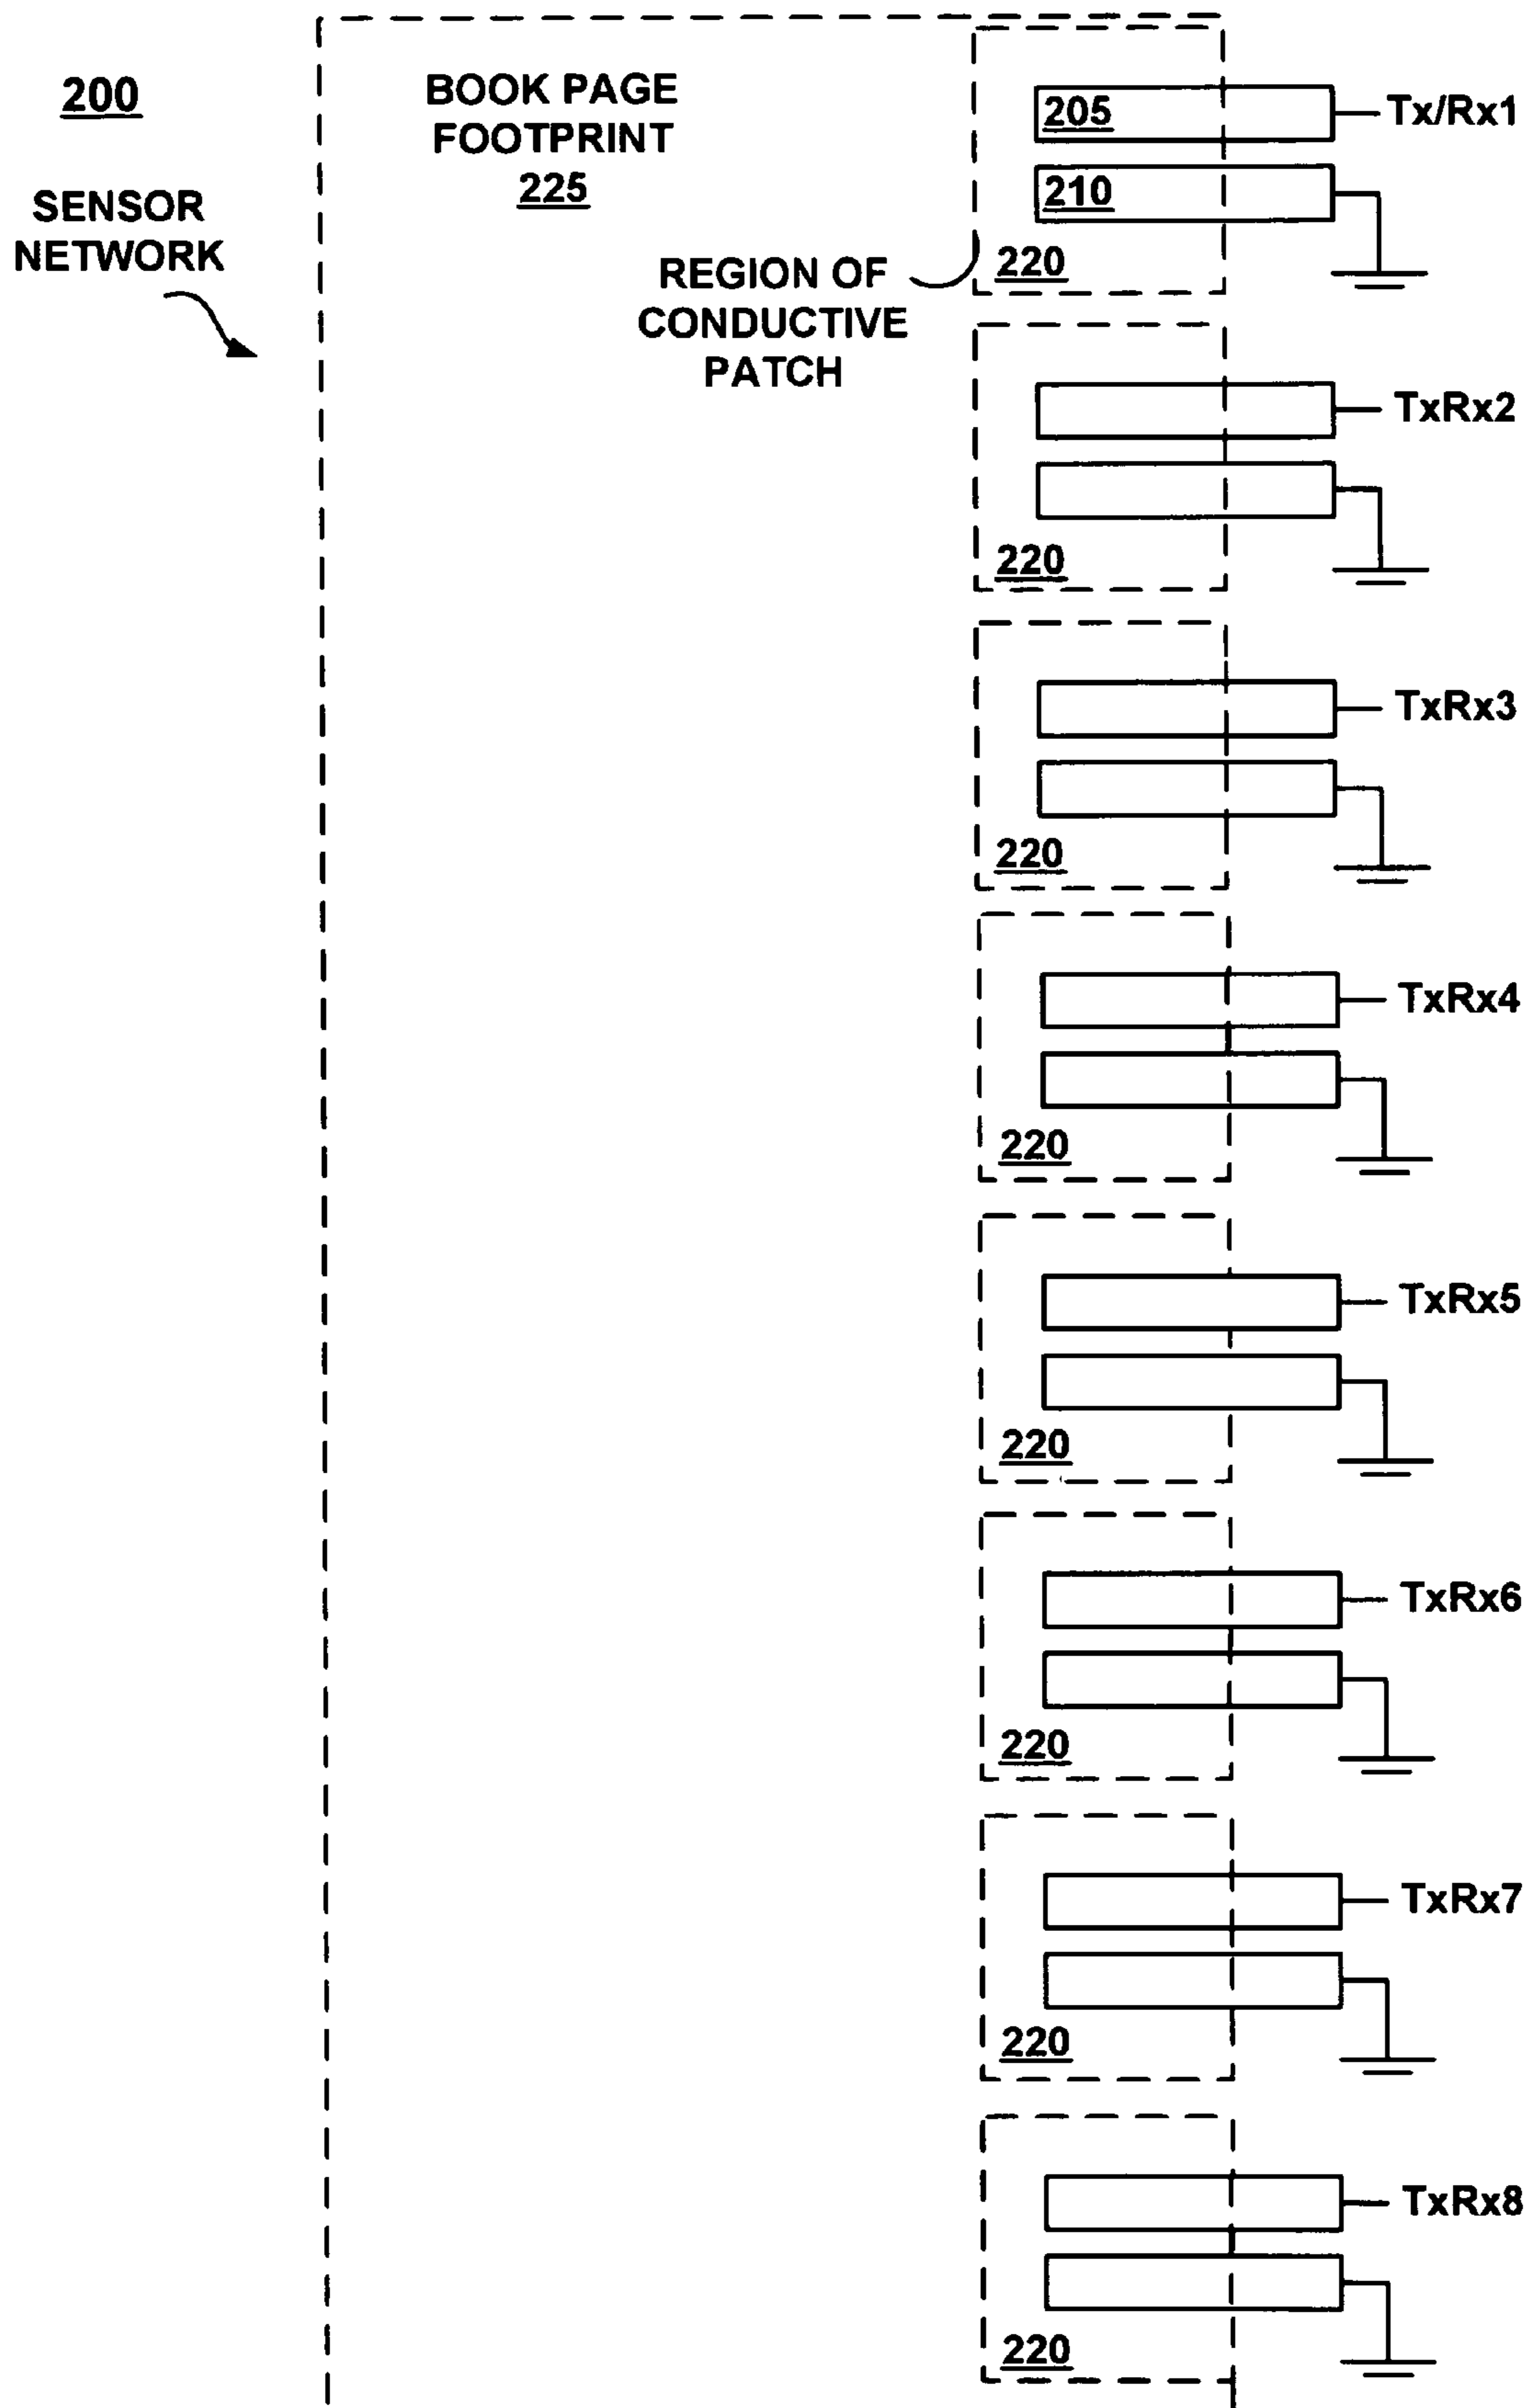 200
SENSOR
NETWORK
BOOK PAGE
FOOTPRINT
225
REGION OF
CONDUCTIVE
PATCH
205
Tx/Rx1
210
220
TxRx2
220
TxRx3
220
TxRx4
220
TxRx5
220
TxRx6
220
TxRx7
220
TxRx8
220